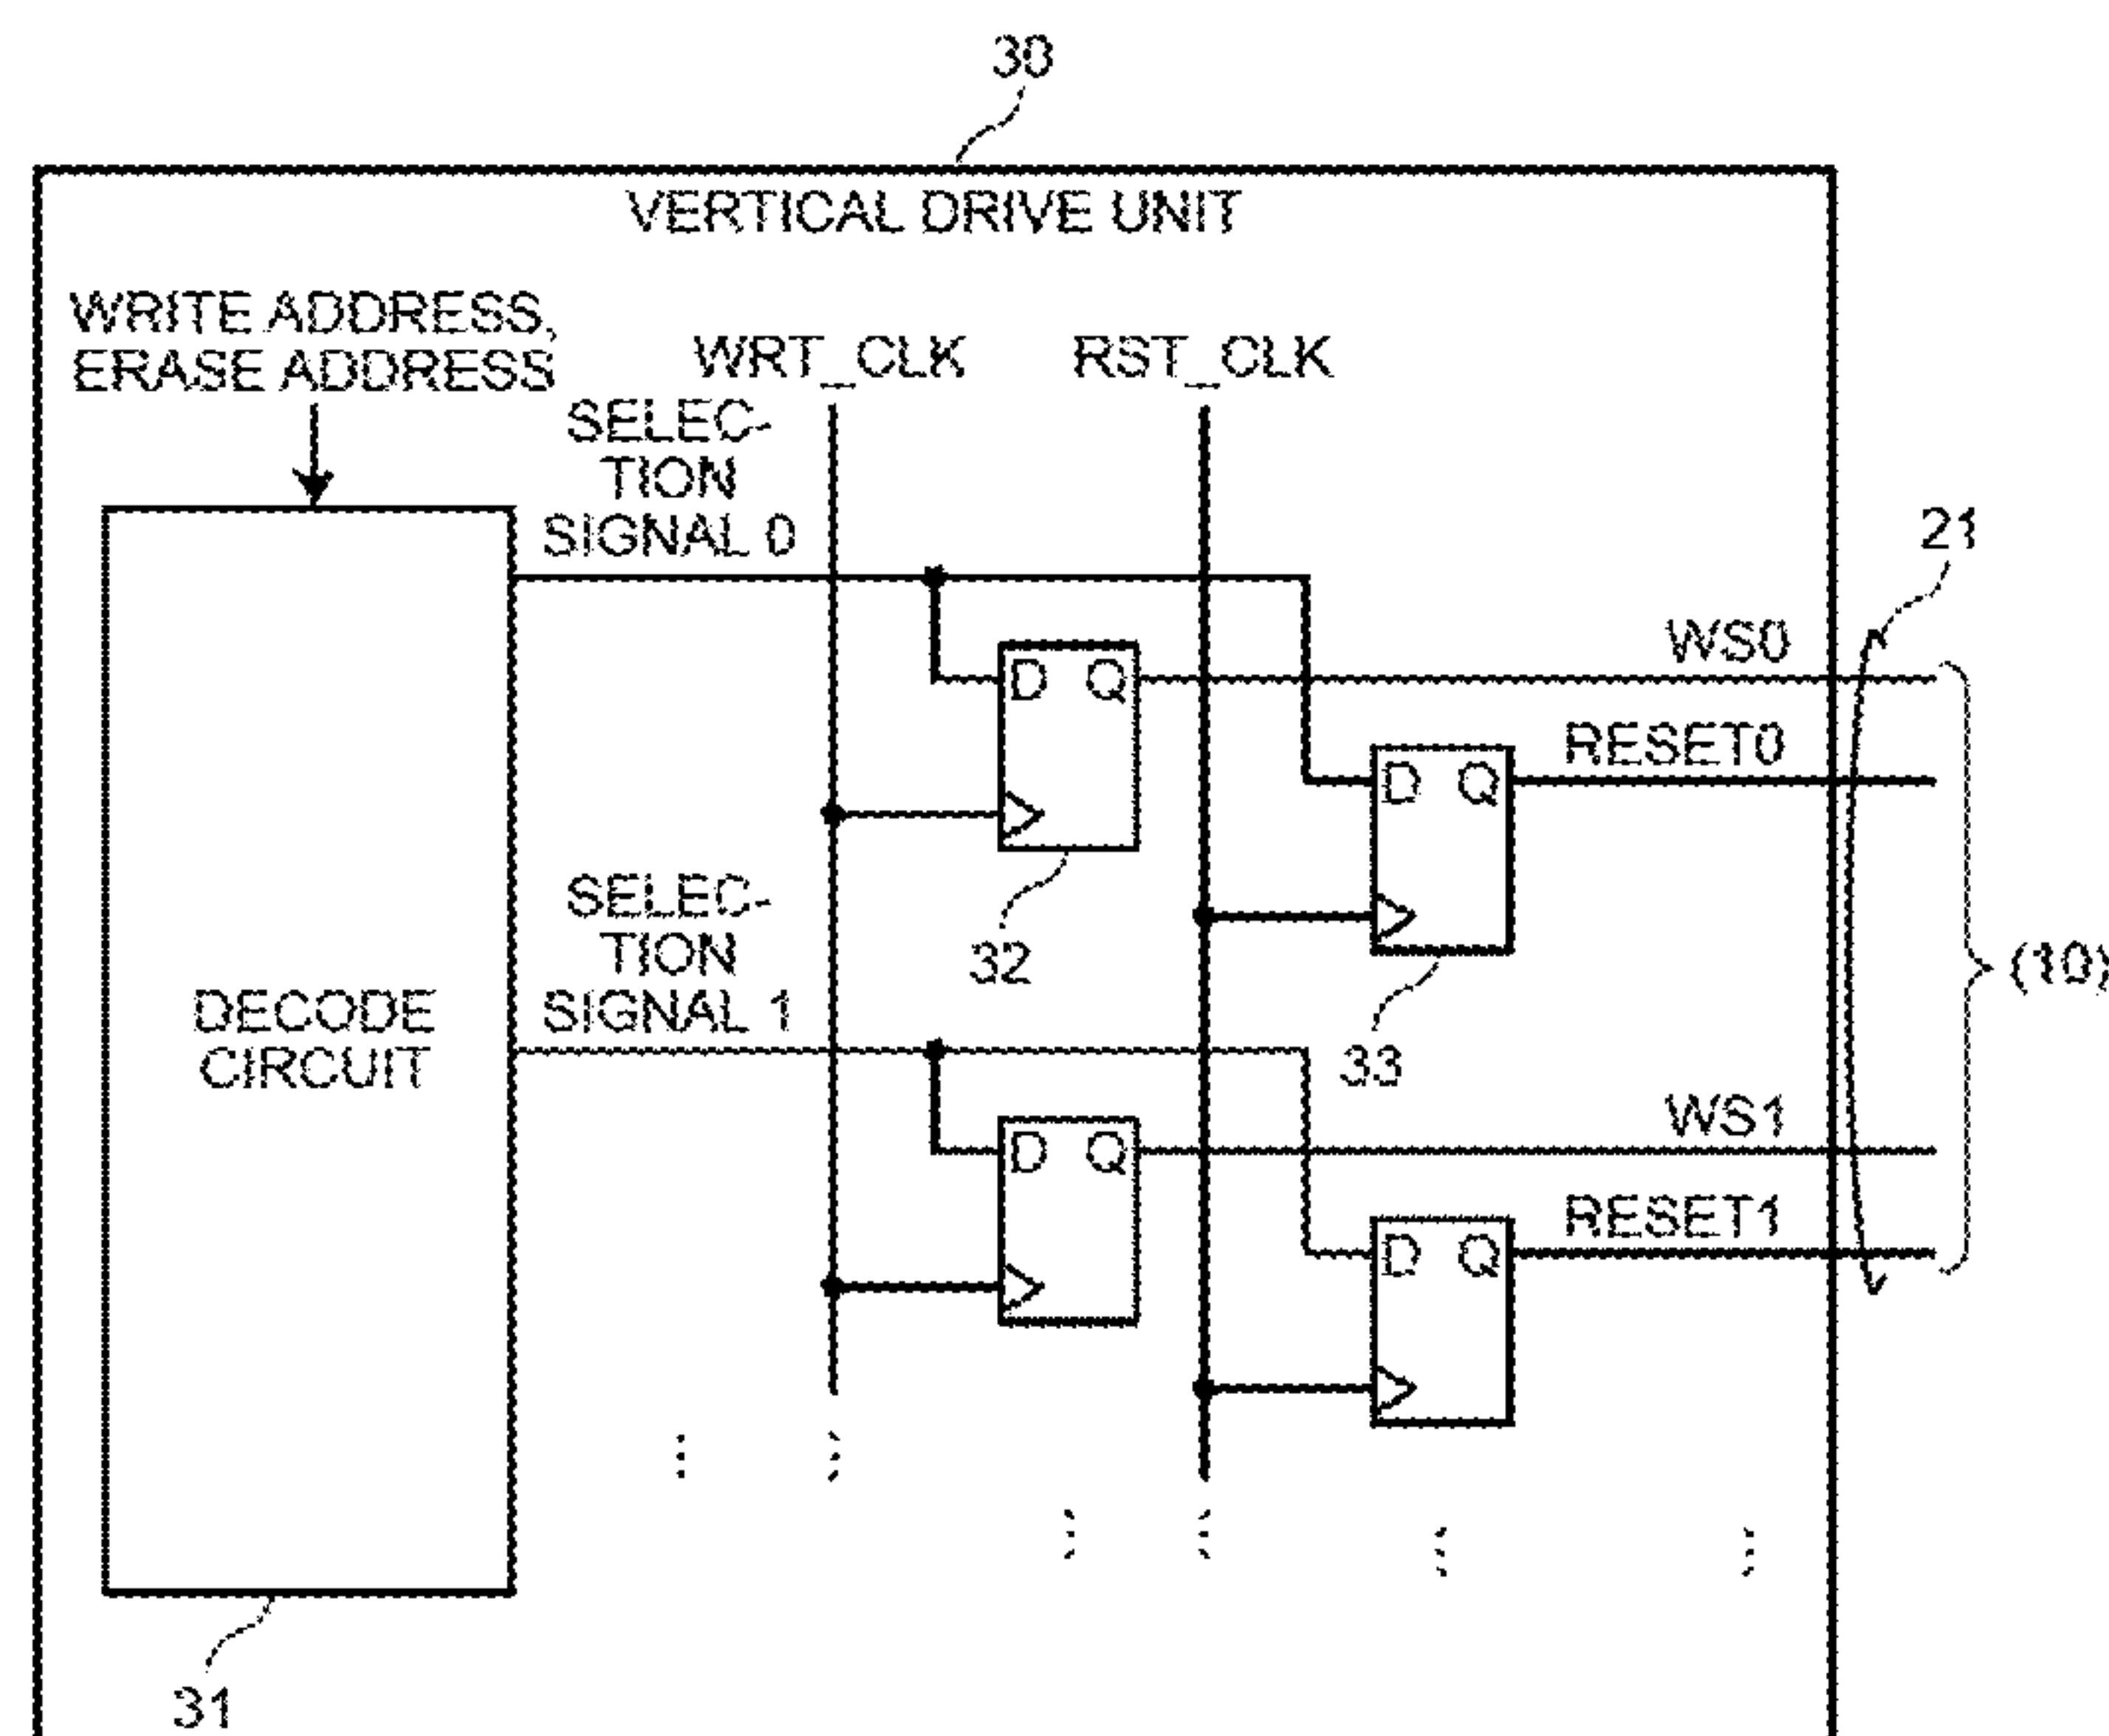 30
VERTICAL DRIVE UNIT
WRITE ADDRESS,
ERASE ADDRESS
WRT_CLK
RST_CLK
SELEC-
TION
SIGNAL 0
21
WS0
D Q
RESET0
D Q
32
SELEC-
TION
SIGNAL 1
(10)
DECODE
CIRCUIT
33
WS1
D Q
RESET1
D Q
31